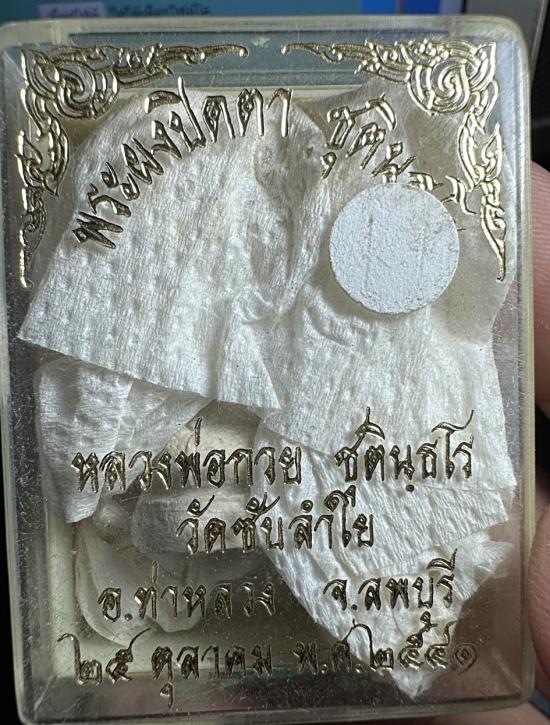 พระผงปิดตา
หลวงพ่อกวย ชุตินฺธโร
วัดซับลำใย
อ.ท่าหลวง จ.ลพบุรี
๒๕ ตุลาคม พ.ศ.๒๕๕๑